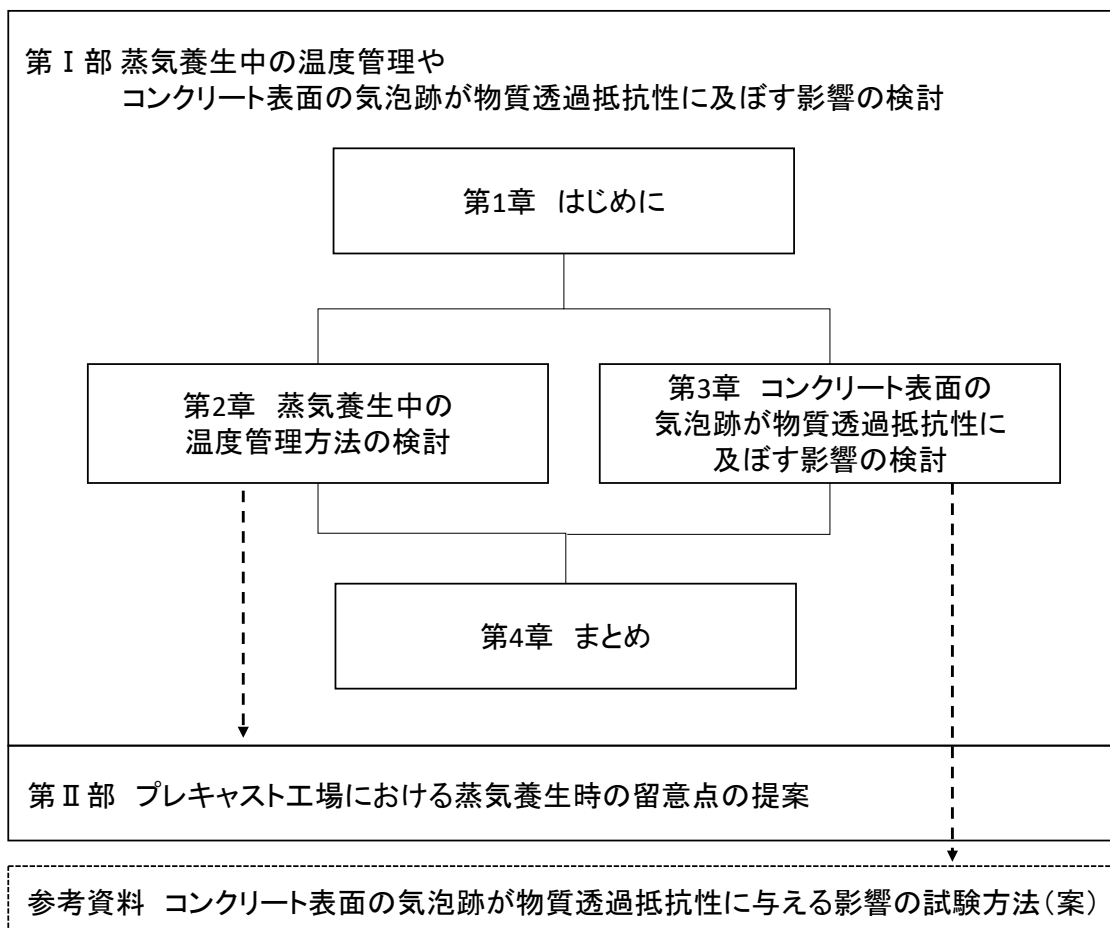 第Ⅰ部 蒸気養生中の温度管理や
コンクリート表面の気泡跡が物質透過抵抗性に及ぼす影響の検討
第1章　はじめに
第2章　蒸気養生中の
温度管理方法の検討
第3章　コンクリート表面の
気泡跡が物質透過抵抗性に
及ぼす影響の検討
第4章　まとめ
第Ⅱ部　プレキャスト工場における蒸気養生時の留意点の提案
参考資料　コンクリート表面の気泡跡が物質透過抵抗性に与える影響の試験方法（案）